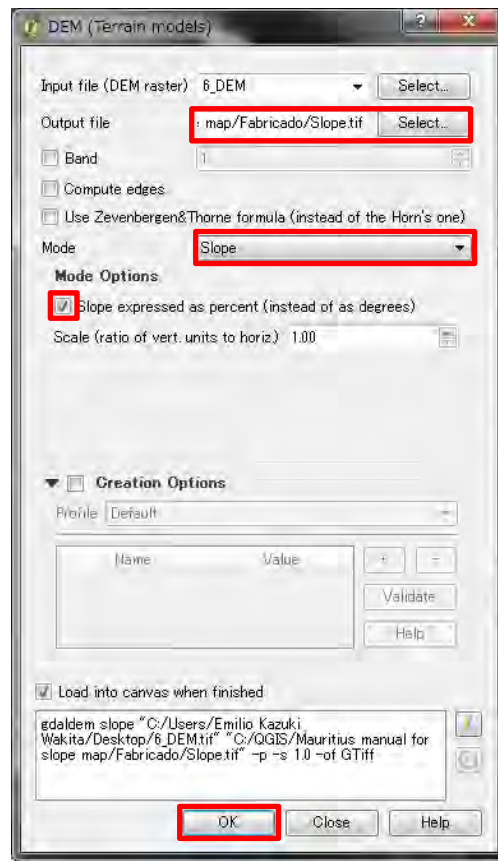 DEM (Terrain models)
Input file (DEM raster) 6_DEM Select...
Output file : map/Fabricado/Slope.tif Select...
Band 1
Compute edges
Use Zevenbergen&Thorne formula (instead of the Horn's one)
Mode Slope
Mode Options
Slope expressed as percent (instead of as degrees)
Scale (ratio of vert. units to horiz.) 1.00
Creation Options
Profile Default
Name Value + -
Validate
Help
Load into canvas when finished
gdaldem slope "C:/Users/Emilio Kazuki
Wakita/Desktop/6_DEM.tif" "C:/QGIS/Mauritius manual for
slope map/Fabricado/Slope.tif" -p -s 1.0 -of GTiff
OK Close Help